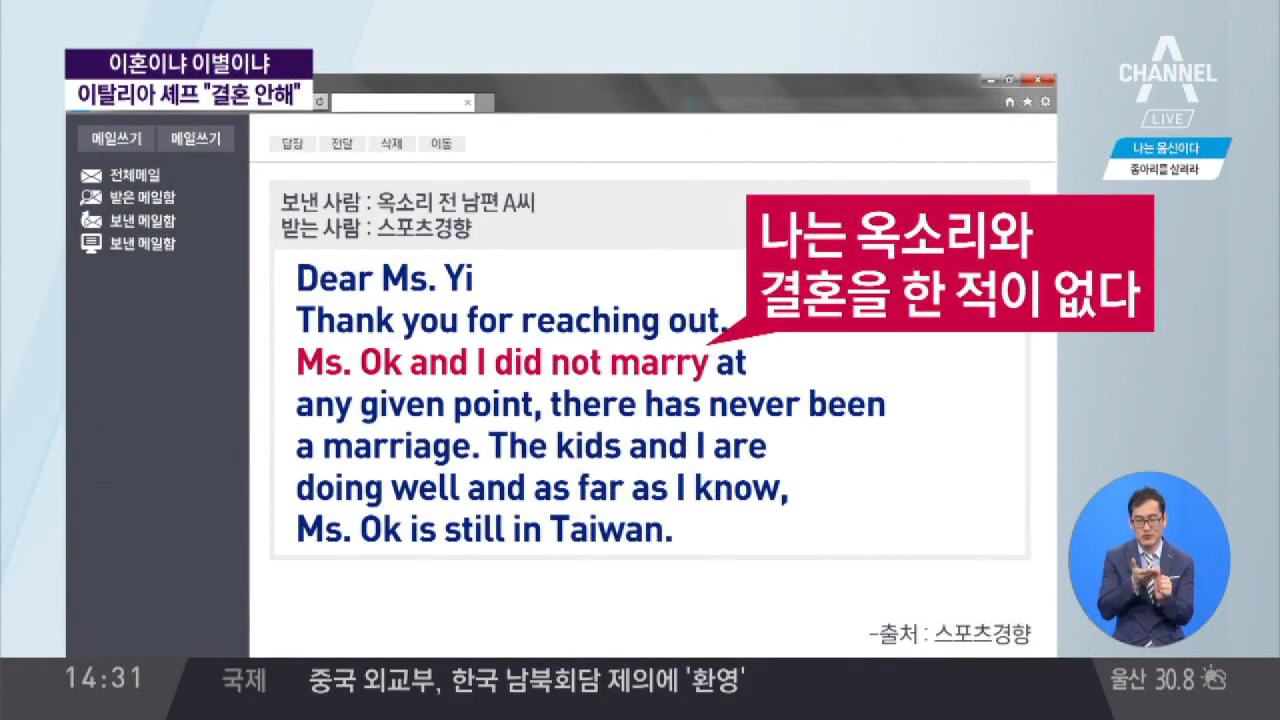 이혼이냐 이별이냐
이탈리아 셰프 "결혼 안해"
CHANNEL
LIVE
나는 몸신이다
종아리를 살려라
메일쓰기 메일쓰기
전체메일
받은 메일함
보낸 메일함
보낸 메일함
답장 전달 삭제 이동
보낸 사람 : 옥소리 전 남편 A씨
받는 사람 : 스포츠경향
나는 옥소리와
결혼을 한 적이 없다
Dear Ms. Yi
Thank you for reaching out.
Ms. Ok and I did not marry at
any given point, there has never been
a marriage. The kids and I are
doing well and as far as I know,
Ms. Ok is still in Taiwan.
-출처 : 스포츠경향
14:31 국제 중국 외교부, 한국 남북회담 제의에 '환영' 울산 30.8